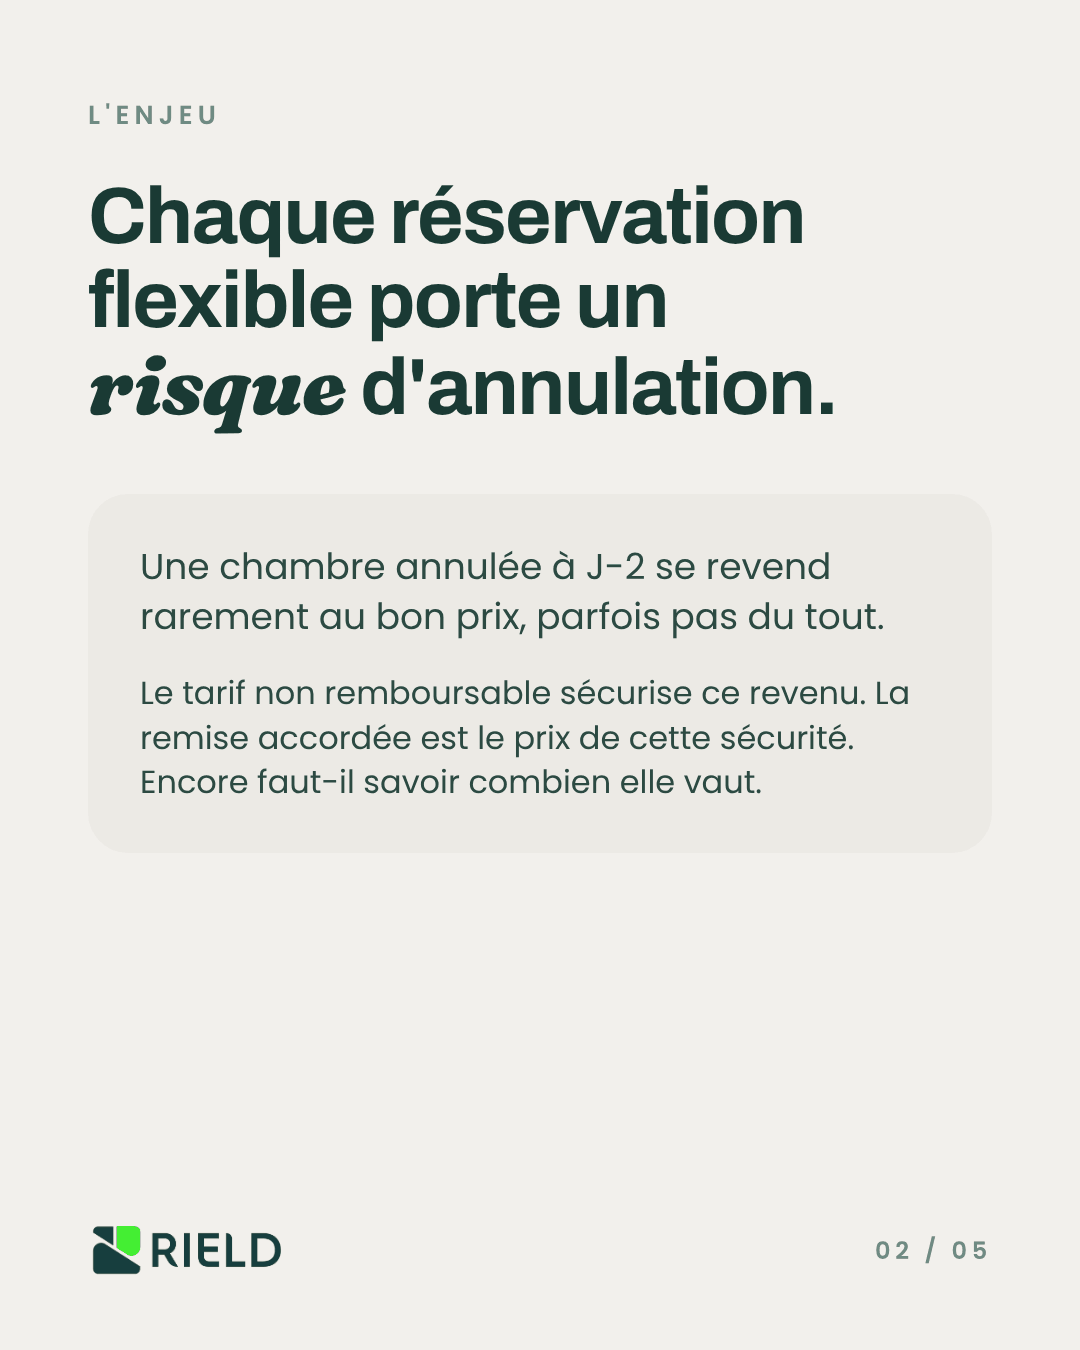 L'ENJEU
Chaque réservation
flexible porte un
risque d'annulation.
Une chambre annulée à J-2 se revend
rarement au bon prix, parfois pas du tout.
Le tarif non remboursable sécurise ce revenu. La
remise accordée est le prix de cette sécurité.
Encore faut-il savoir combien elle vaut.
RIELD
02 / 05